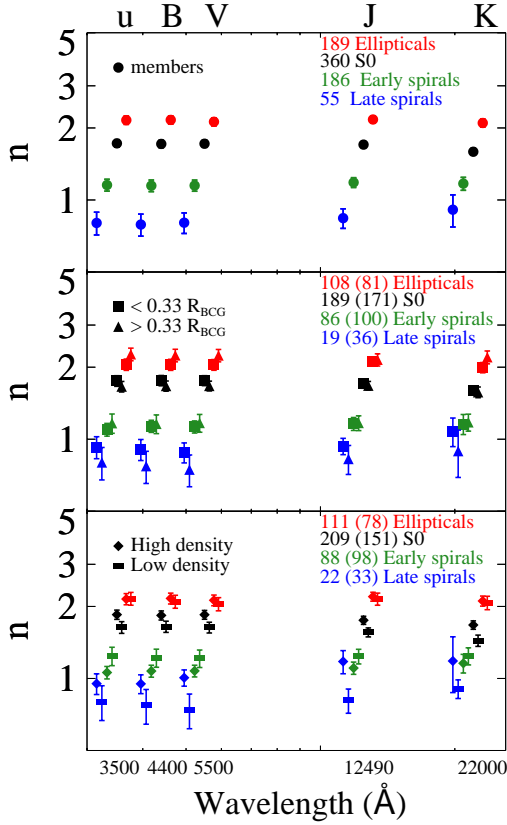 u B V J K
5
3
2
1
n
members
189 Ellipticals
360 S0
186 Early spirals
55 Late spirals
5
3
2
1
n
< 0.33 R_BCG
> 0.33 R_BCG
108 (81) Ellipticals
189 (171) S0
86 (100) Early spirals
19 (36) Late spirals
5
3
2
1
n
High density
Low density
111 (78) Ellipticals
209 (151) S0
88 (98) Early spirals
22 (33) Late spirals
3500 4400 5500 12490 22000
Wavelength (Å)